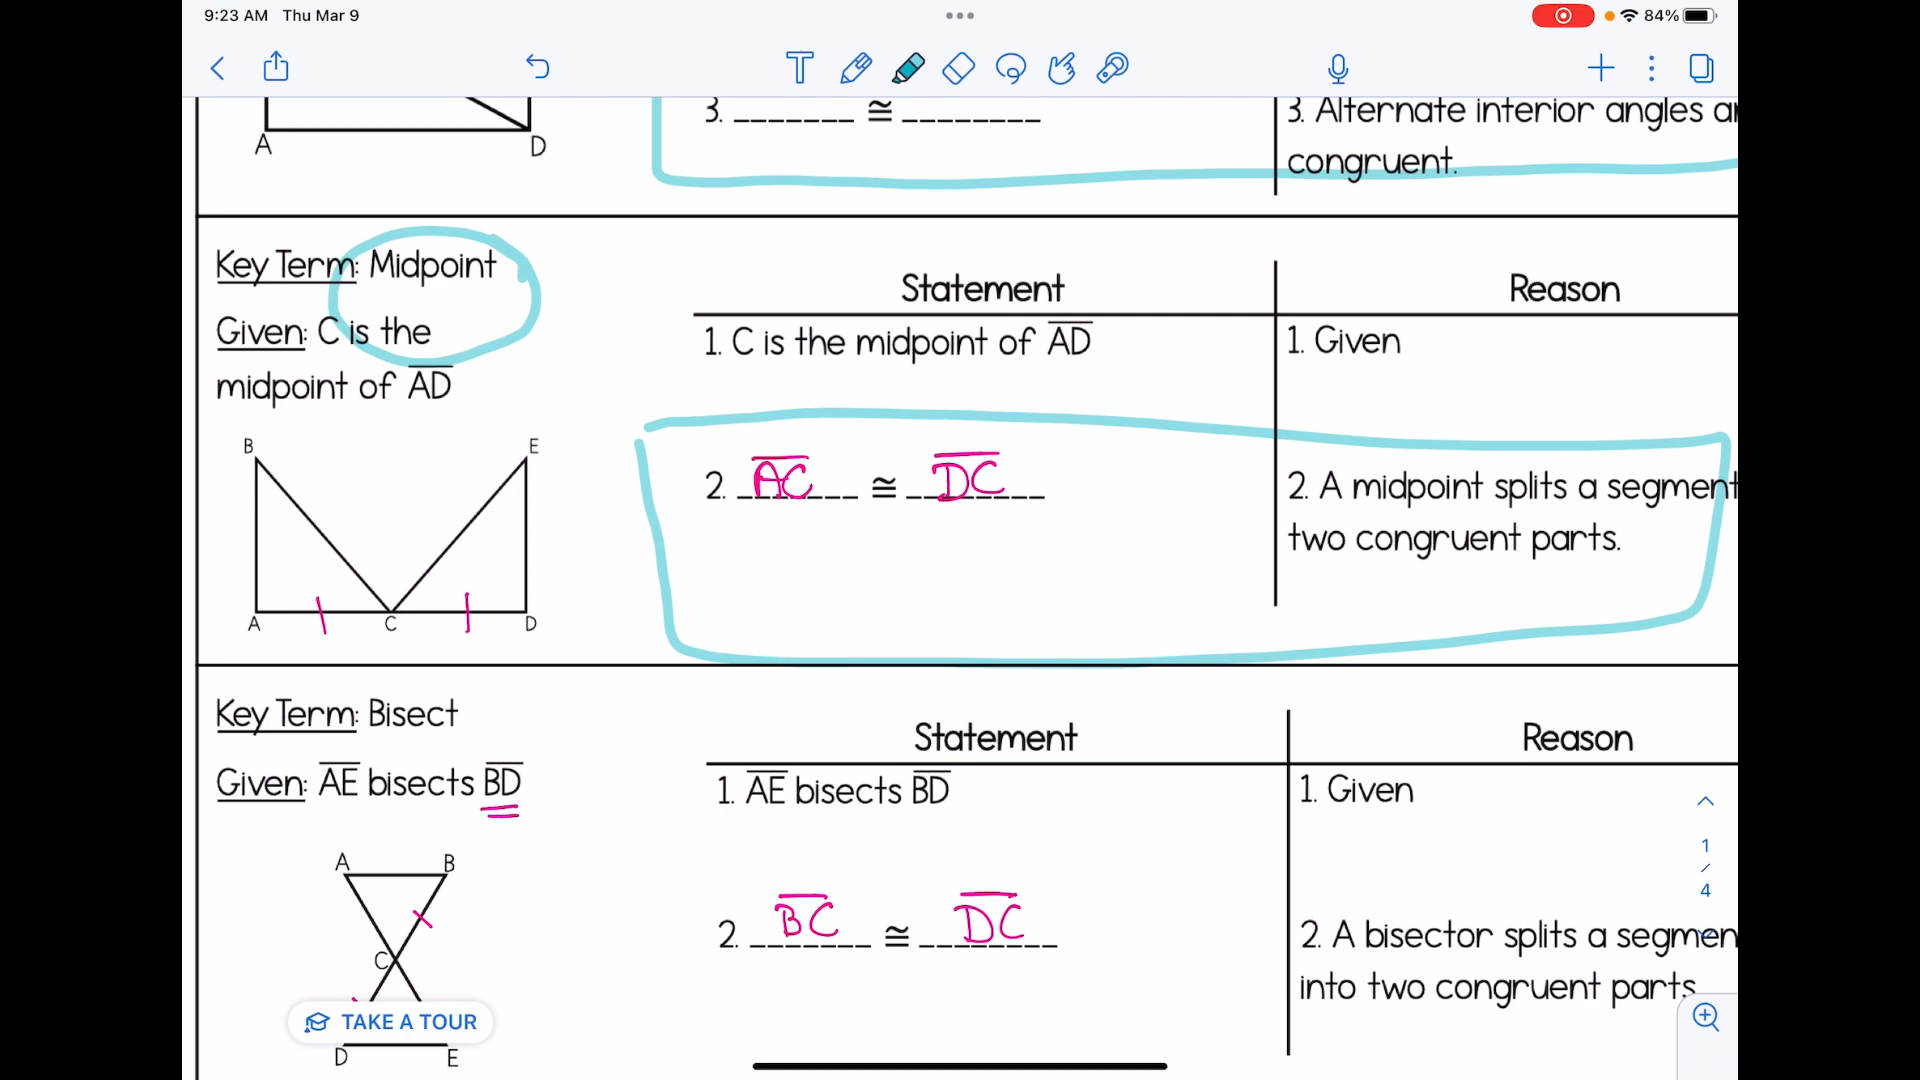 9:23 AM Thu Mar 9
84%
3. _______ ≅ ________
3. Alternate interior angles
congruent.
A
D
Key Term: Midpoint
Given: C is the
midpoint of AD
Statement
Reason
1. C is the midpoint of AD
1. Given
2. AC ≅ DC
2. A midpoint splits a segment
two congruent parts.
B
E
A
C
D
Key Term: Bisect
Given: AE bisects BD
Statement
Reason
1. AE bisects BD
1. Given
2. BC ≅ DC
2. A bisector splits a
into two congruent parts
A
B
C
D
E
TAKE A TOUR
1
/
4